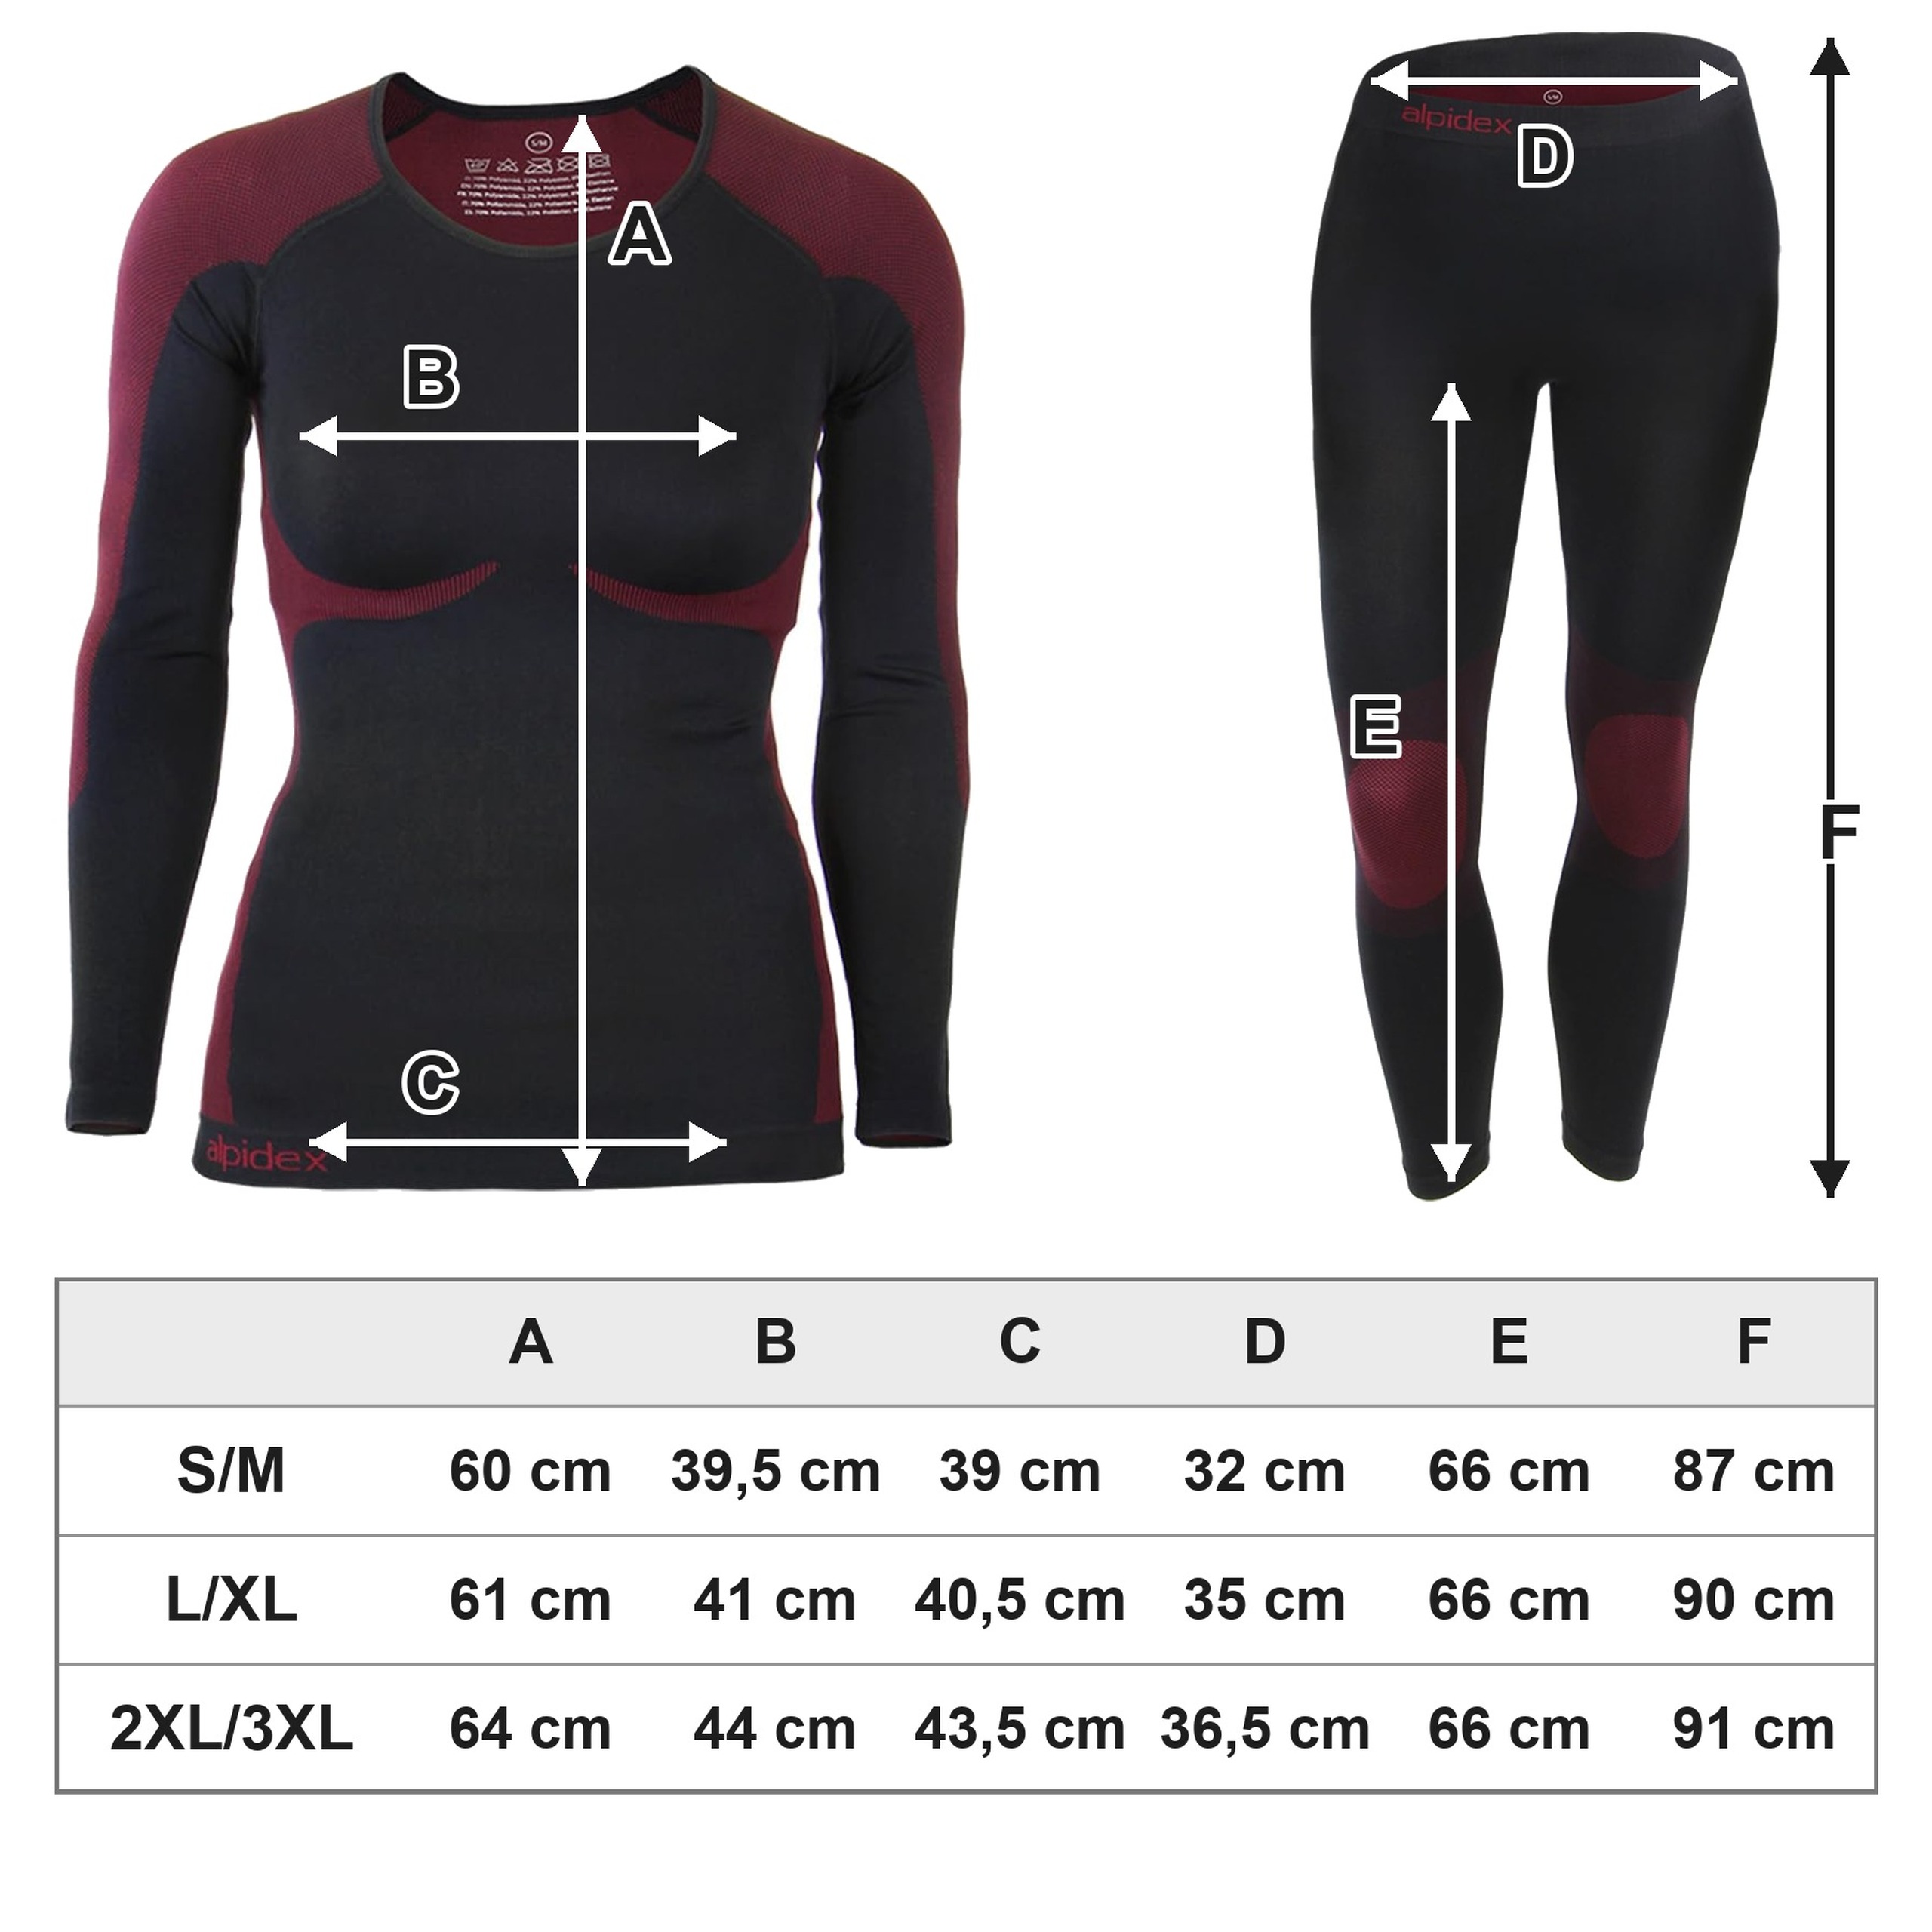 S/M
A
B
C
alpidex
S/M
alpidex
D
E
F
A B C D E F
S/M 60 cm 39,5 cm 39 cm 32 cm 66 cm 87 cm
L/XL 61 cm 41 cm 40,5 cm 35 cm 66 cm 90 cm
2XL/3XL 64 cm 44 cm 43,5 cm 36,5 cm 66 cm 91 cm